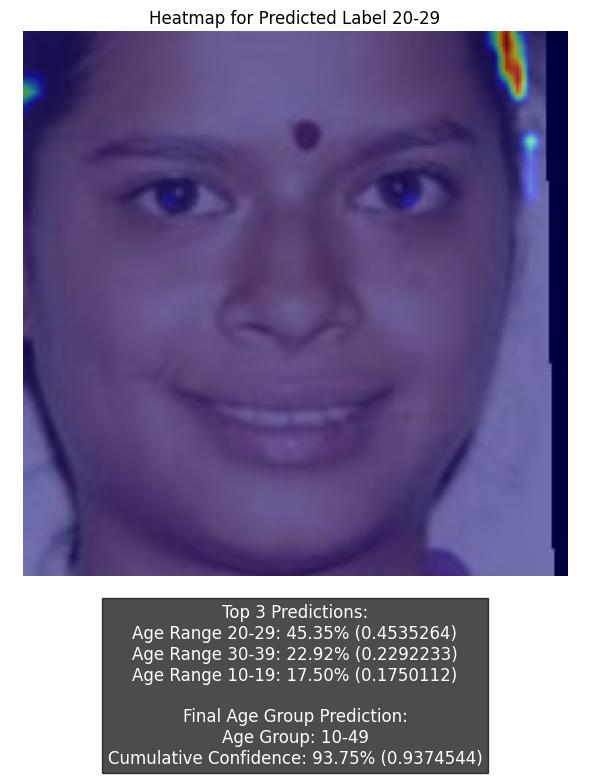 Heatmap for Predicted Label 20-29
Top 3 Predictions:
Age Range 20-29: 45.35% (0.4535264)
Age Range 30-39: 22.92% (0.2292233)
Age Range 10-19: 17.50% (0.1750112)
Final Age Group Prediction:
Age Group: 10-49
Cumulative Confidence: 93.75% (0.9374544)